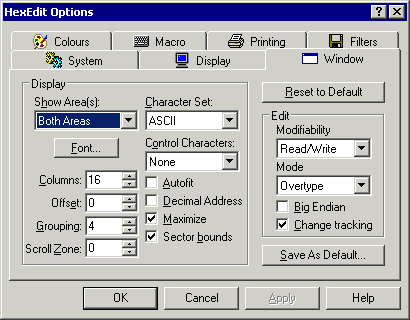 HexEdit Options
Colours
Macro
Printing
Filters
System
Display
Window
Display
Show Area(s):
Both Areas
Font...
Columns: 16
Offset: 0
Grouping: 4
Scroll Zone: 0
Character Set:
ASCII
Control Characters:
None
Autofit
Decimal Address
Maximize
Sector bounds
Reset to Default
Edit
Modifiability
Read/Write
Mode
Overtype
Big Endian
Change tracking
Save As Default...
OK
Cancel
Apply
Help